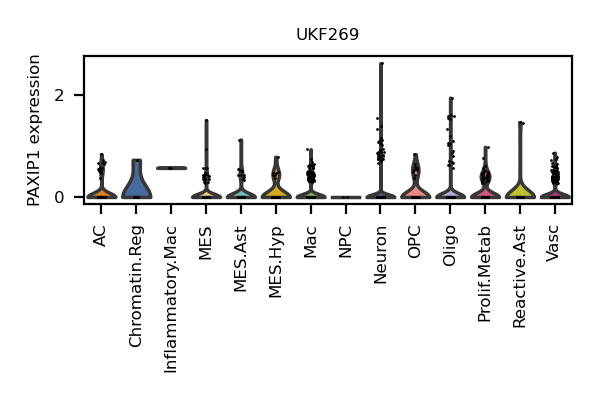 UKF269
PAXIP1 expression
2
0
AC
Chromatin.Reg
Inflammatory.Mac
MES
MES.Ast
MES.Hyp
Mac
NPC
Neuron
OPC
Oligo
Prolif.Metab
Reactive.Ast
Vasc